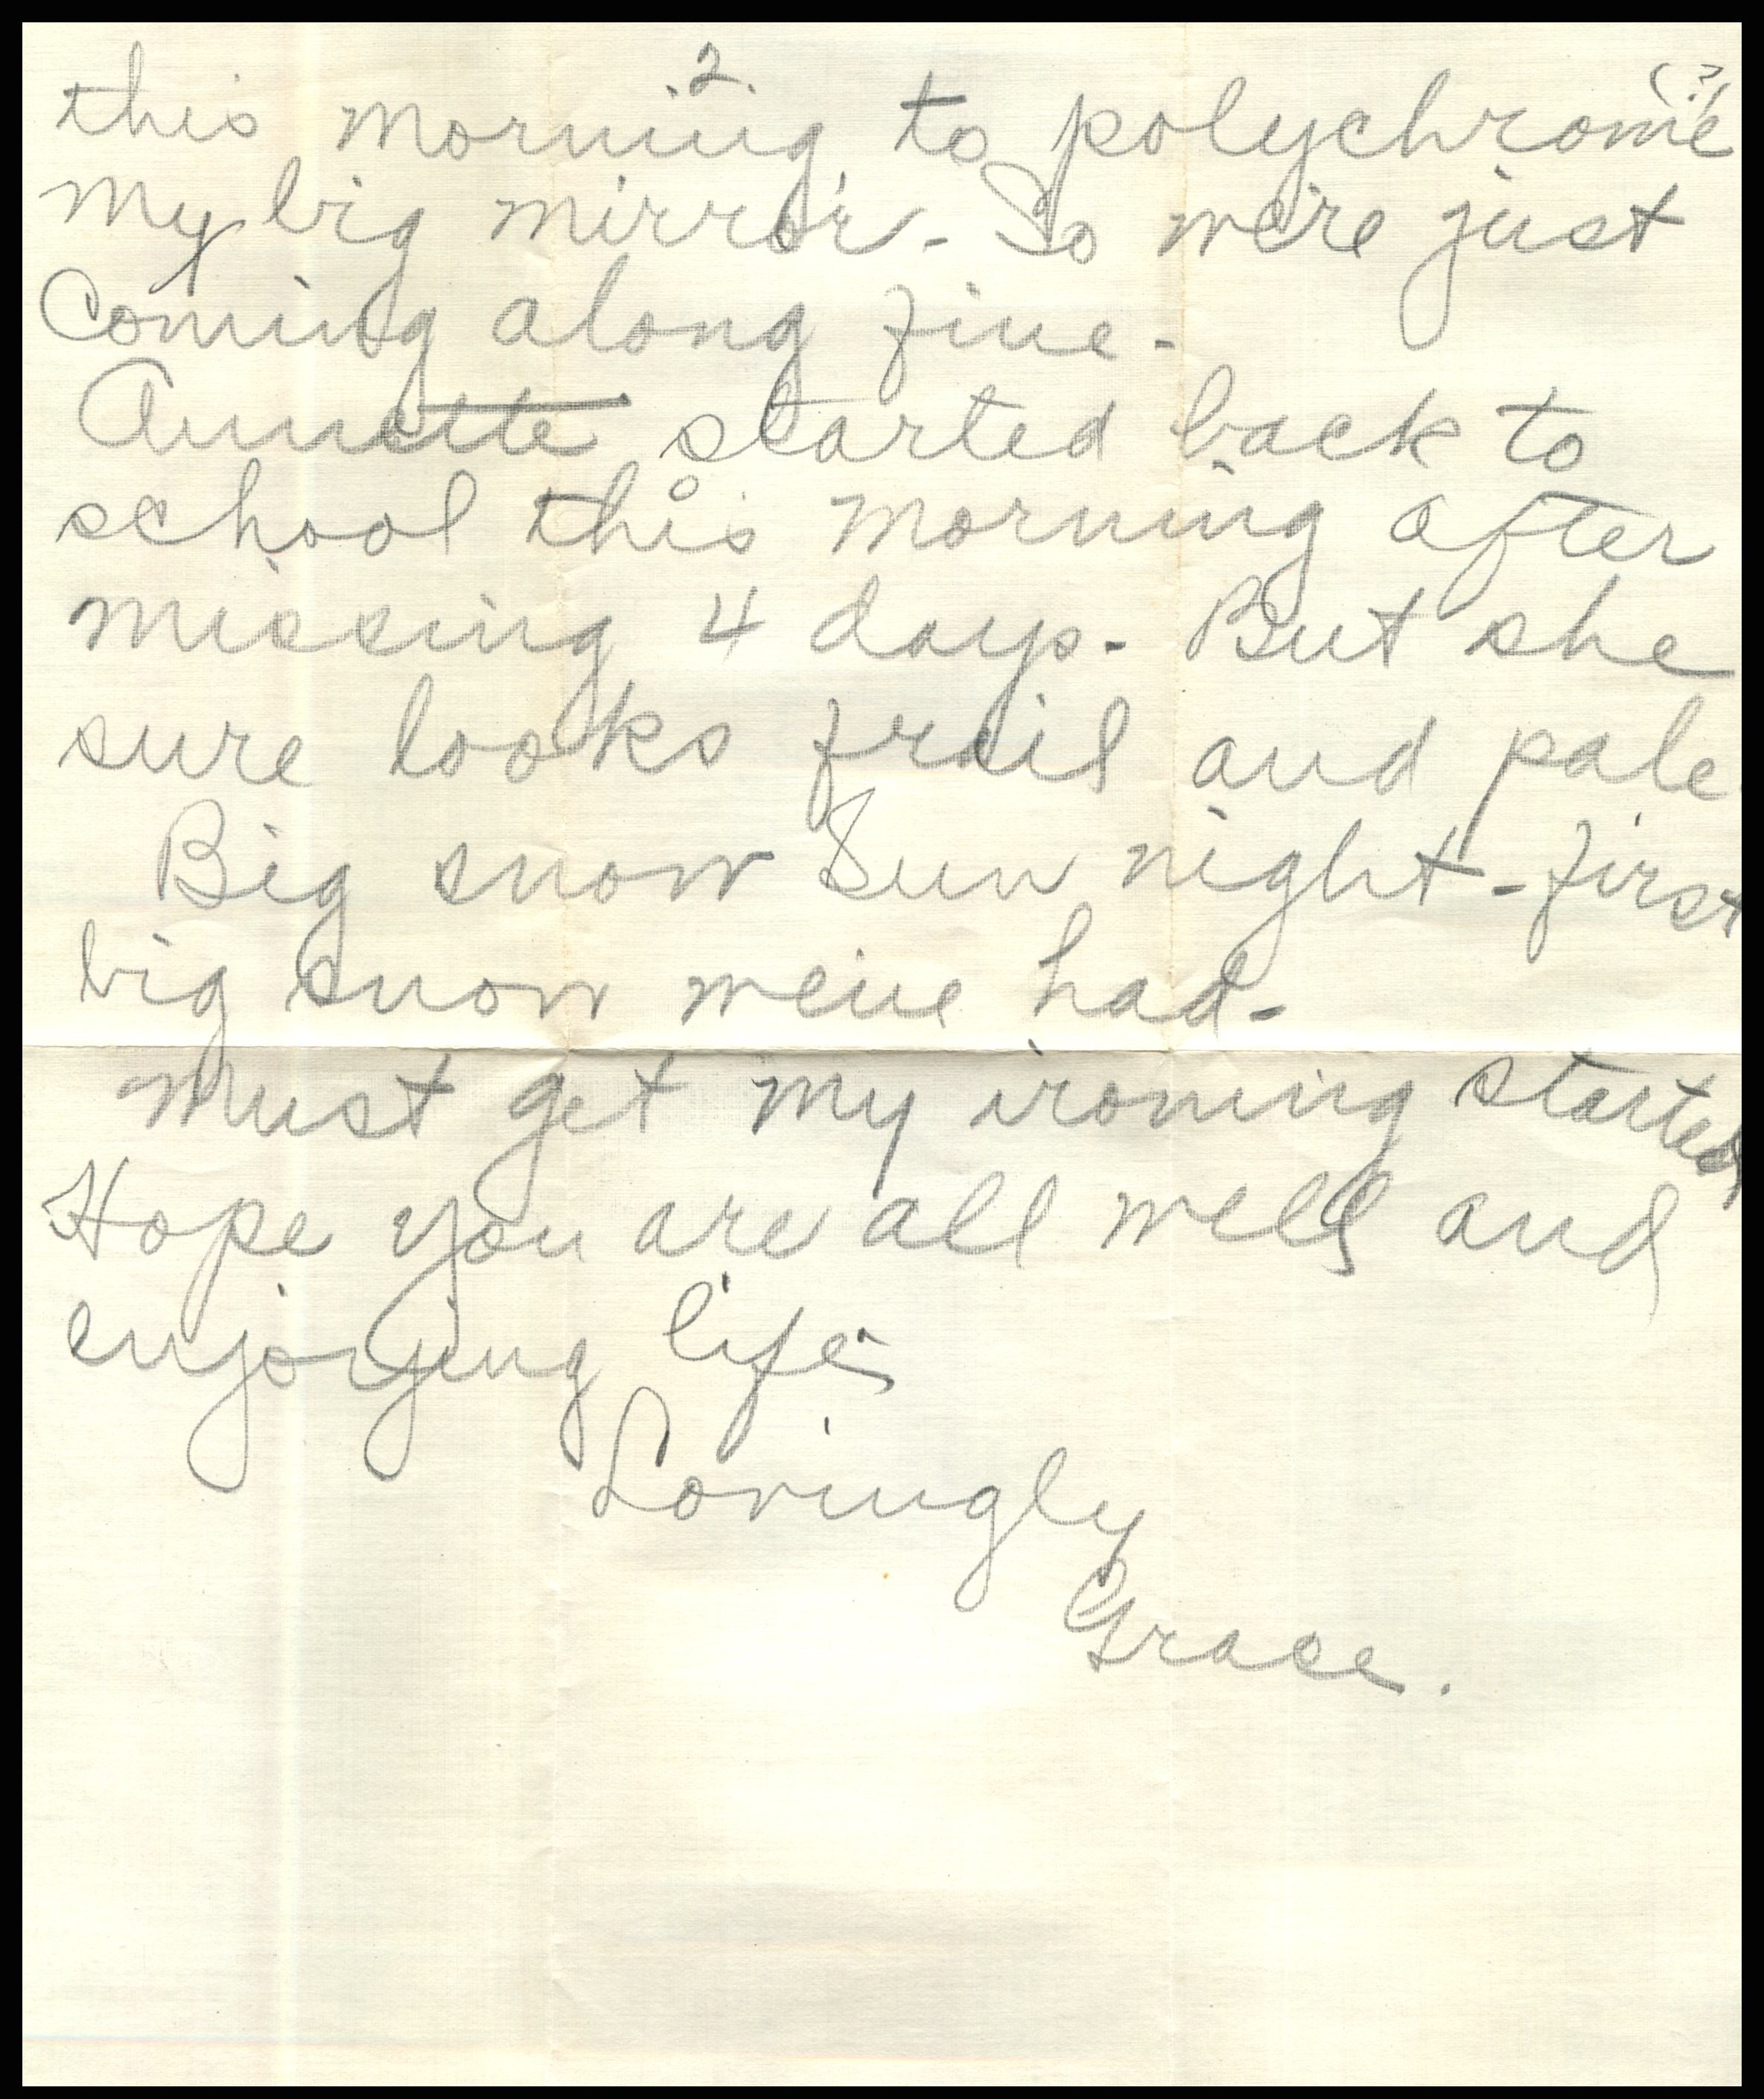 .2.
this morning to polychrome (?)
my big mirror. So we're just
coming along fine.
Annette started back to
school this morning after
missing 4 days. But she
sure looks frail and pale
Big snow Sun night - first
big snow weve had.
must get my ironing started
Hope you are all well and
enjoying life.
Lovingly
Grace.